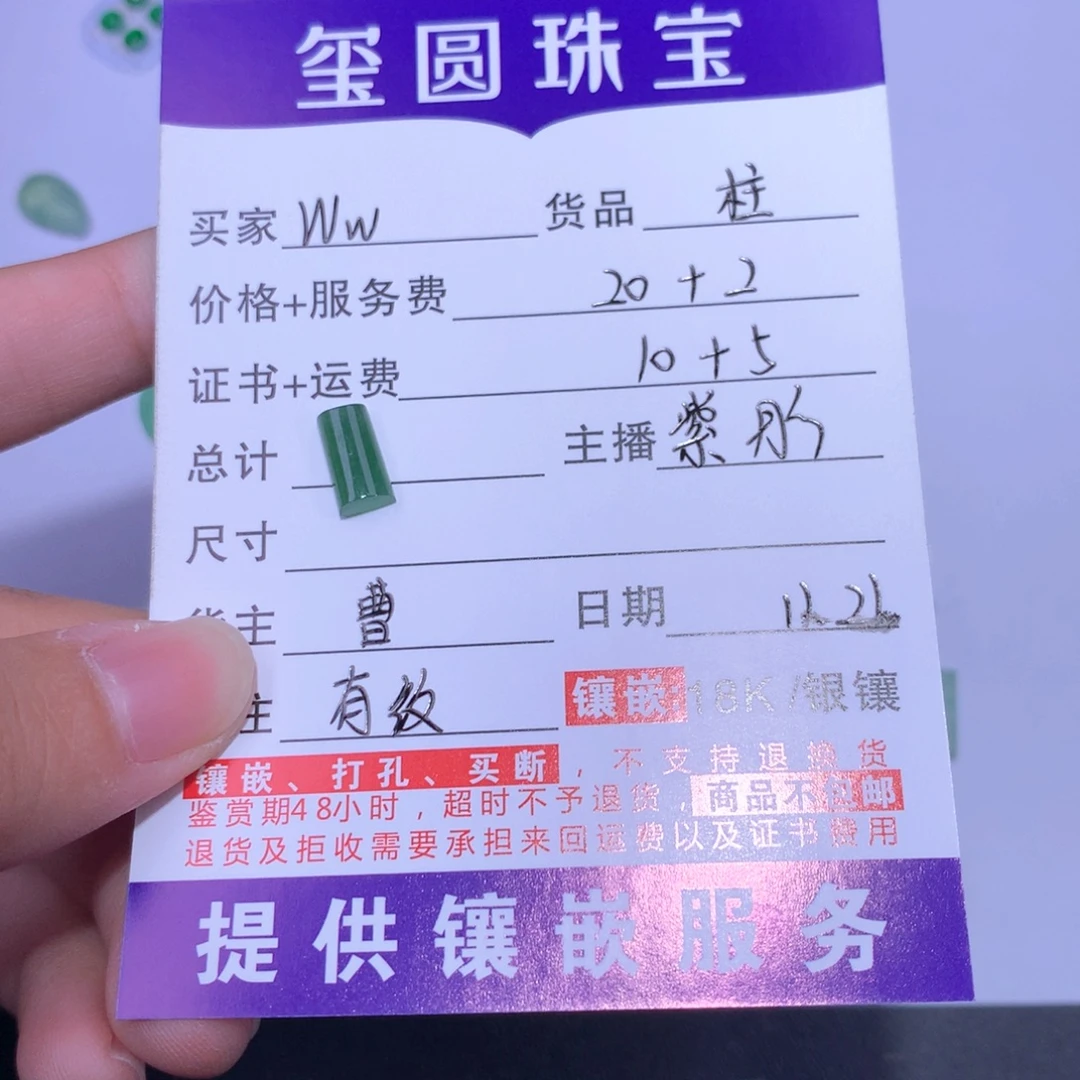 玺圆珠宝
买家 Ww 货品 柱
价格+服务费 20+2
证书+运费 10+5
总计 主播 紫彤
尺寸
货主 曹 日期
注 有纹 镶嵌:18K/银镶
镶嵌、打孔、买断，不支持退换货
鉴赏期48小时，超时不予退货，商品不包邮
退货及拒收需要承担来回运费以及证书费用
提供镶嵌服务